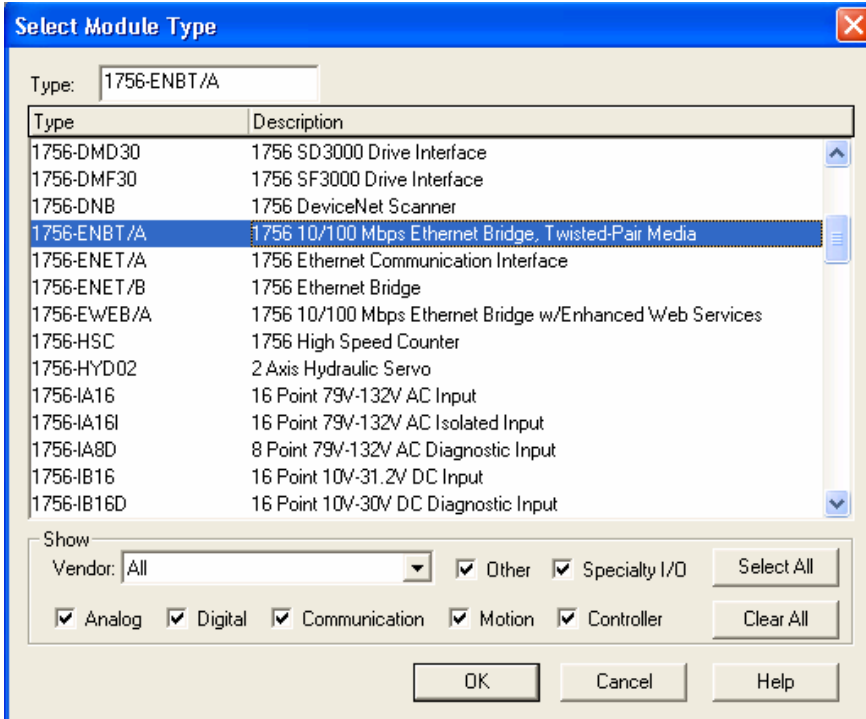 Select Module Type
Type: 1756-ENBT/A
Type Description
1756-DMD30 1756 SD3000 Drive Interface
1756-DMF30 1756 SF3000 Drive Interface
1756-DNB 1756 DeviceNet Scanner
1756-ENBT/A 1756 10/100 Mbps Ethernet Bridge, Twisted-Pair Media
1756-ENET/A 1756 Ethernet Communication Interface
1756-ENET/B 1756 Ethernet Bridge
1756-EWEB/A 1756 10/100 Mbps Ethernet Bridge w/Enhanced Web Services
1756-HSC 1756 High Speed Counter
1756-HYD02 2 Axis Hydraulic Servo
1756-IA16 16 Point 79V-132V AC Input
1756-IA16I 16 Point 79V-132V AC Isolated Input
1756-IA8D 8 Point 79V-132V AC Diagnostic Input
1756-IB16 16 Point 10V-31.2V DC Input
1756-IB16D 16 Point 10V-30V DC Diagnostic Input
Show
Vendor: All Other Specialty I/O Select All
Analog Digital Communication Motion Controller Clear All
OK Cancel Help